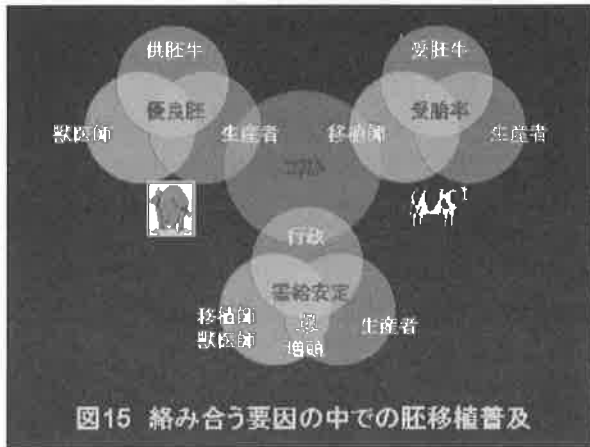 供胚牛
優良胚
獣医師
生産者
受胚牛
受胎率
移植師
生産者
コスト
行政
需給安定
移植師
獣医師
増頭
生産者
図15 絡み合う要因の中での胚移植普及